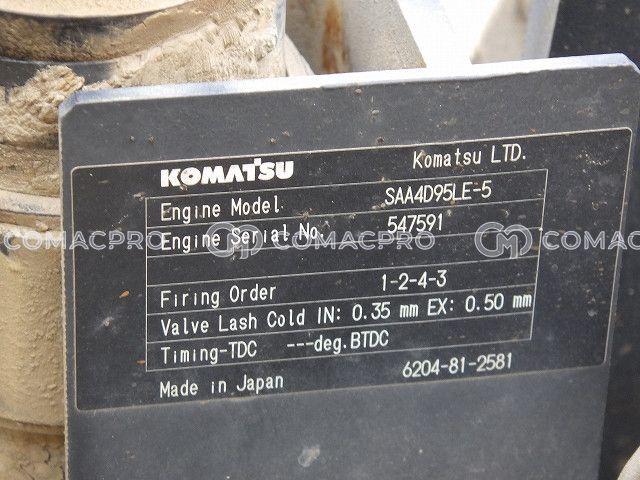 KOMATSU Komatsu LTD.
Engine Model SAA4D95LE-5
Engine Serial No. 547591
COMACPRO CM COMACPRO CM COMACPRO
Firing Order 1-2-4-3
Valve Lash Cold IN: 0.35 mm EX: 0.50 mm
Timing-TDC ---deg.BTDC
Made in Japan 6204-81-2581